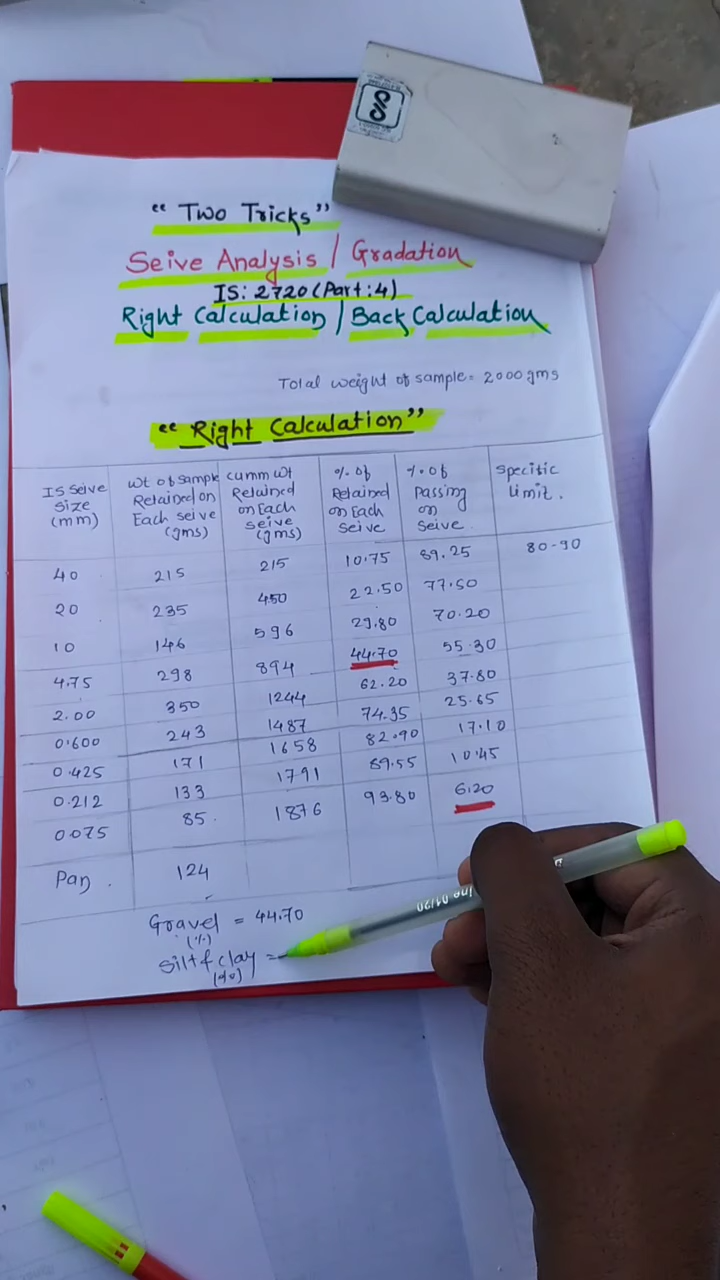 “ Two Tricks ”
Seive Analysis / Gradation
IS: 2720 (Part:4)
Right Calculation / Back Calculation
Total weight of sample = 2000 gms
“ Right Calculation ”
IS Seive Size (mm) | Wt of sample Retained on Each seive (gms) | cumm wt Retained on Each seive (gms) | %. Of Retained on Each seive | %. Of Passing on Seive | Specific Limit.
40 | 215 | 215 | 10.75 | 89.25 | 80-90
20 | 235 | 450 | 22.50 | 77.50
10 | 146 | 596 | 29.80 | 70.20
4.75 | 298 | 894 | 44.70 | 55.30
2.00 | 350 | 1244 | 62.20 | 37.80
0.600 | 243 | 1487 | 74.35 | 25.65
0.425 | 171 | 1658 | 82.90 | 17.10
0.212 | 133 | 1791 | 89.55 | 10.45
0.075 | 85 | 1876 | 93.80 | 6.20
Pan. | 124
Gravel = 44.70
(%)
Silt & clay =
(%)